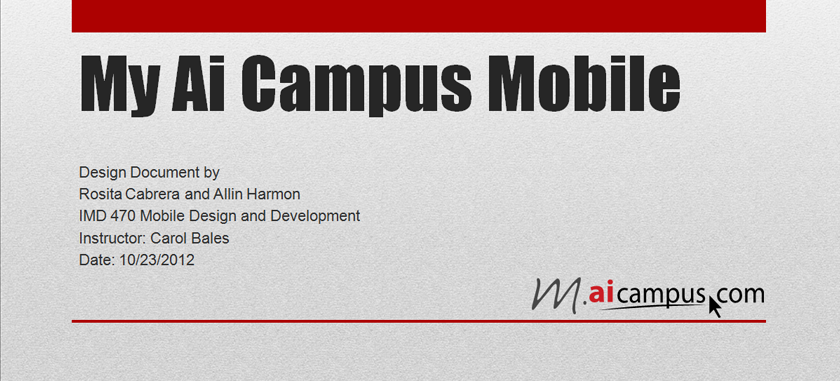 My Ai Campus Mobile
Design Document by
Rosita Cabrera and Allin Harmon
IMD 470 Mobile Design and Development
Instructor: Carol Bales
Date: 10/23/2012
m.aicampus.com